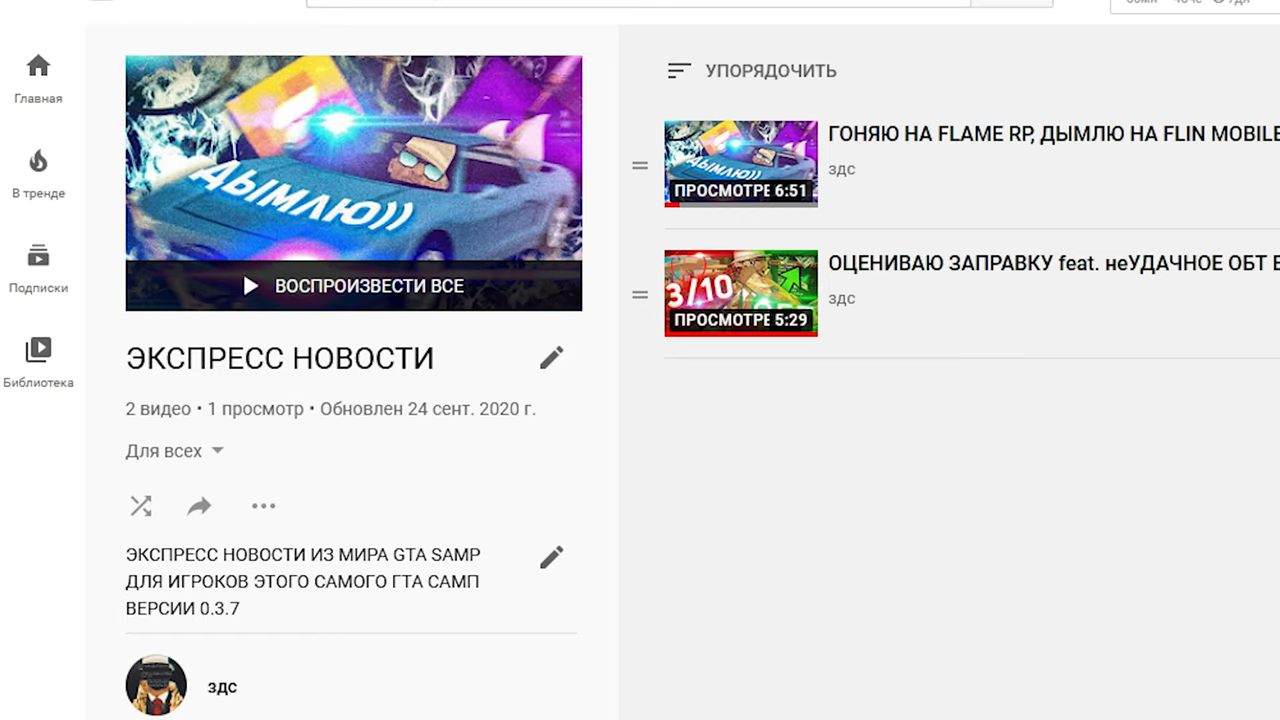 Главная
В тренде
Подписки
Библиотека
ДЫМЛЮ))
ВОСПРОИЗВЕСТИ ВСЕ
ЭКСПРЕСС НОВОСТИ
2 видео • 1 просмотр • Обновлен 24 сент. 2020 г.
Для всех
ЭКСПРЕСС НОВОСТИ ИЗ МИРА GTA SAMP
ДЛЯ ИГРОКОВ ЭТОГО САМОГО ГТА САМП
ВЕРСИИ 0.3.7
здс
УПОРЯДОЧИТЬ
ДЫМЛЮ))
ПРОСМОТРЕ 6:51
ГОНЯЮ НА FLAME RP, ДЫМЛЮ НА FLIN MOBILE
здс
3/10
ПРОСМОТРЕ 5:29
ОЦЕНИВАЮ ЗАПРАВКУ feat. неУДАЧНОЕ ОБТ
здс